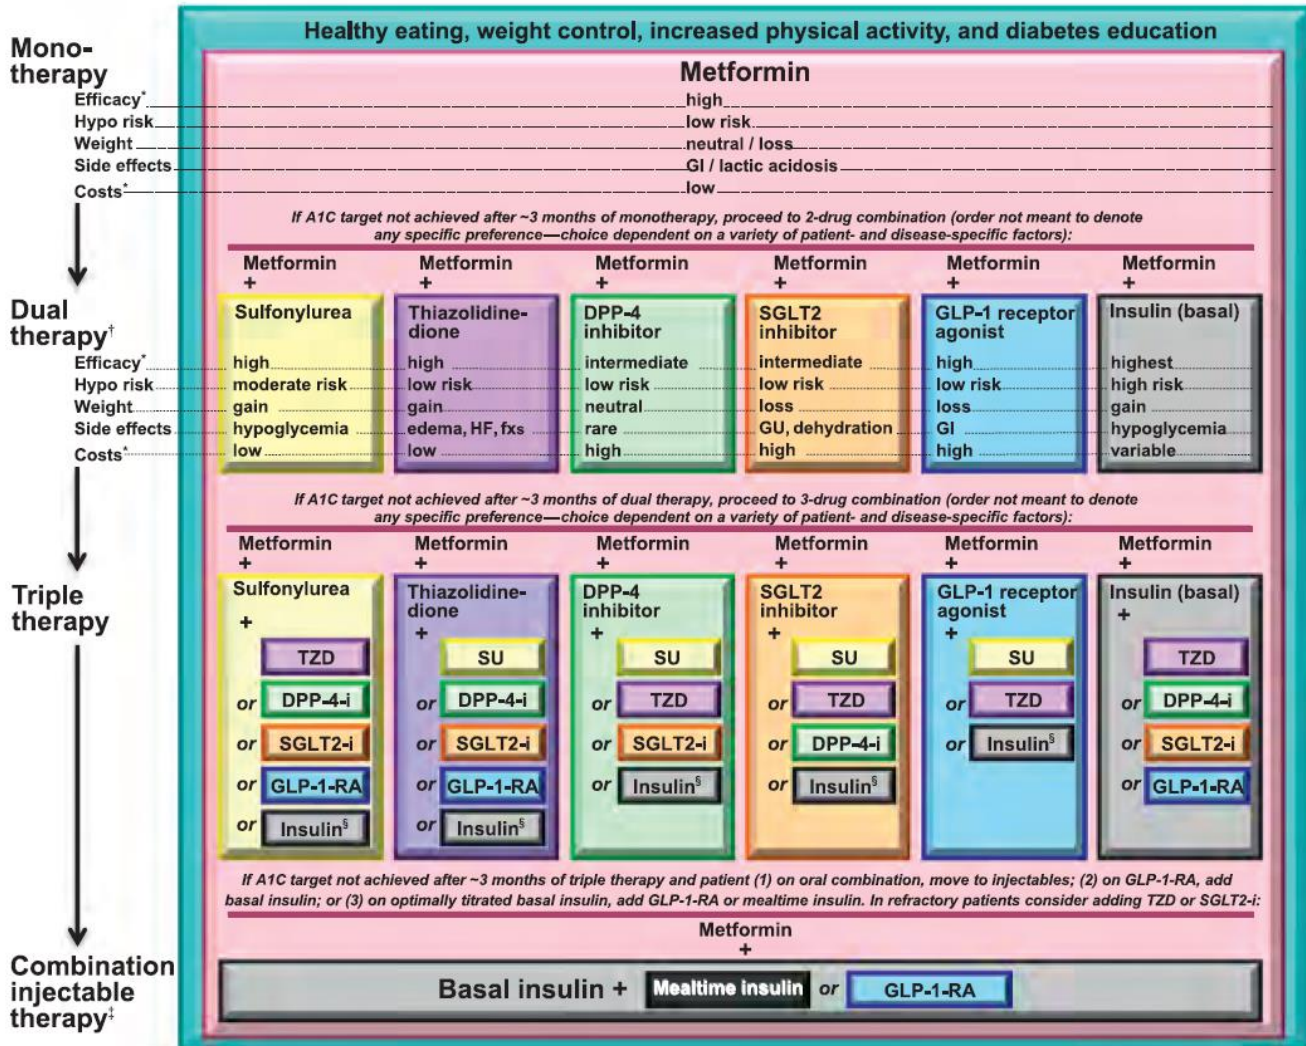 Healthy eating, weight control, increased physical activity, and diabetes education
Mono-
therapy
Metformin
Efficacy* high
Hypo risk low risk
Weight neutral / loss
Side effects GI / lactic acidosis
Costs* low
If A1C target not achieved after ~3 months of monotherapy, proceed to 2-drug combination (order not meant to denote
any specific preference—choice dependent on a variety of patient- and disease-specific factors):
Metformin Metformin Metformin Metformin Metformin Metformin
+ + + + + +
Dual
therapy†
Sulfonylurea
Thiazolidine-
dione
DPP-4
inhibitor
SGLT2
inhibitor
GLP-1 receptor
agonist
Insulin (basal)
Efficacy* high high intermediate intermediate high highest
Hypo risk moderate risk low risk low risk low risk low risk high risk
Weight gain gain neutral loss loss gain
Side effects hypoglycemia edema, HF, fxs rare GU, dehydration GI hypoglycemia
Costs* low low high high high variable
If A1C target not achieved after ~3 months of dual therapy, proceed to 3-drug combination (order not meant to denote
any specific preference—choice dependent on a variety of patient- and disease-specific factors):
Triple
therapy
Metformin
+
Sulfonylurea
+
TZD
or DPP-4-i
or SGLT2-i
or GLP-1-RA
or Insulin§
Metformin
+
Thiazolidine-
dione
+
SU
or DPP-4-i
or SGLT2-i
or GLP-1-RA
or Insulin§
Metformin
+
DPP-4
inhibitor
+
SU
or TZD
or SGLT2-i
or Insulin§
Metformin
+
SGLT2
inhibitor
+
SU
or TZD
or DPP-4-i
or Insulin§
Metformin
+
GLP-1 receptor
agonist
+
SU
or TZD
or Insulin§
Metformin
+
Insulin (basal)
+
TZD
or DPP-4-i
or SGLT2-i
or GLP-1-RA
If A1C target not achieved after ~3 months of triple therapy and patient (1) on oral combination, move to injectables; (2) on GLP-1-RA, add
basal insulin; or (3) on optimally titrated basal insulin, add GLP-1-RA or mealtime insulin. In refractory patients consider adding TZD or SGLT2-i:
Metformin
+
Combination
injectable
therapy‡
Basal insulin + Mealtime insulin or GLP-1-RA